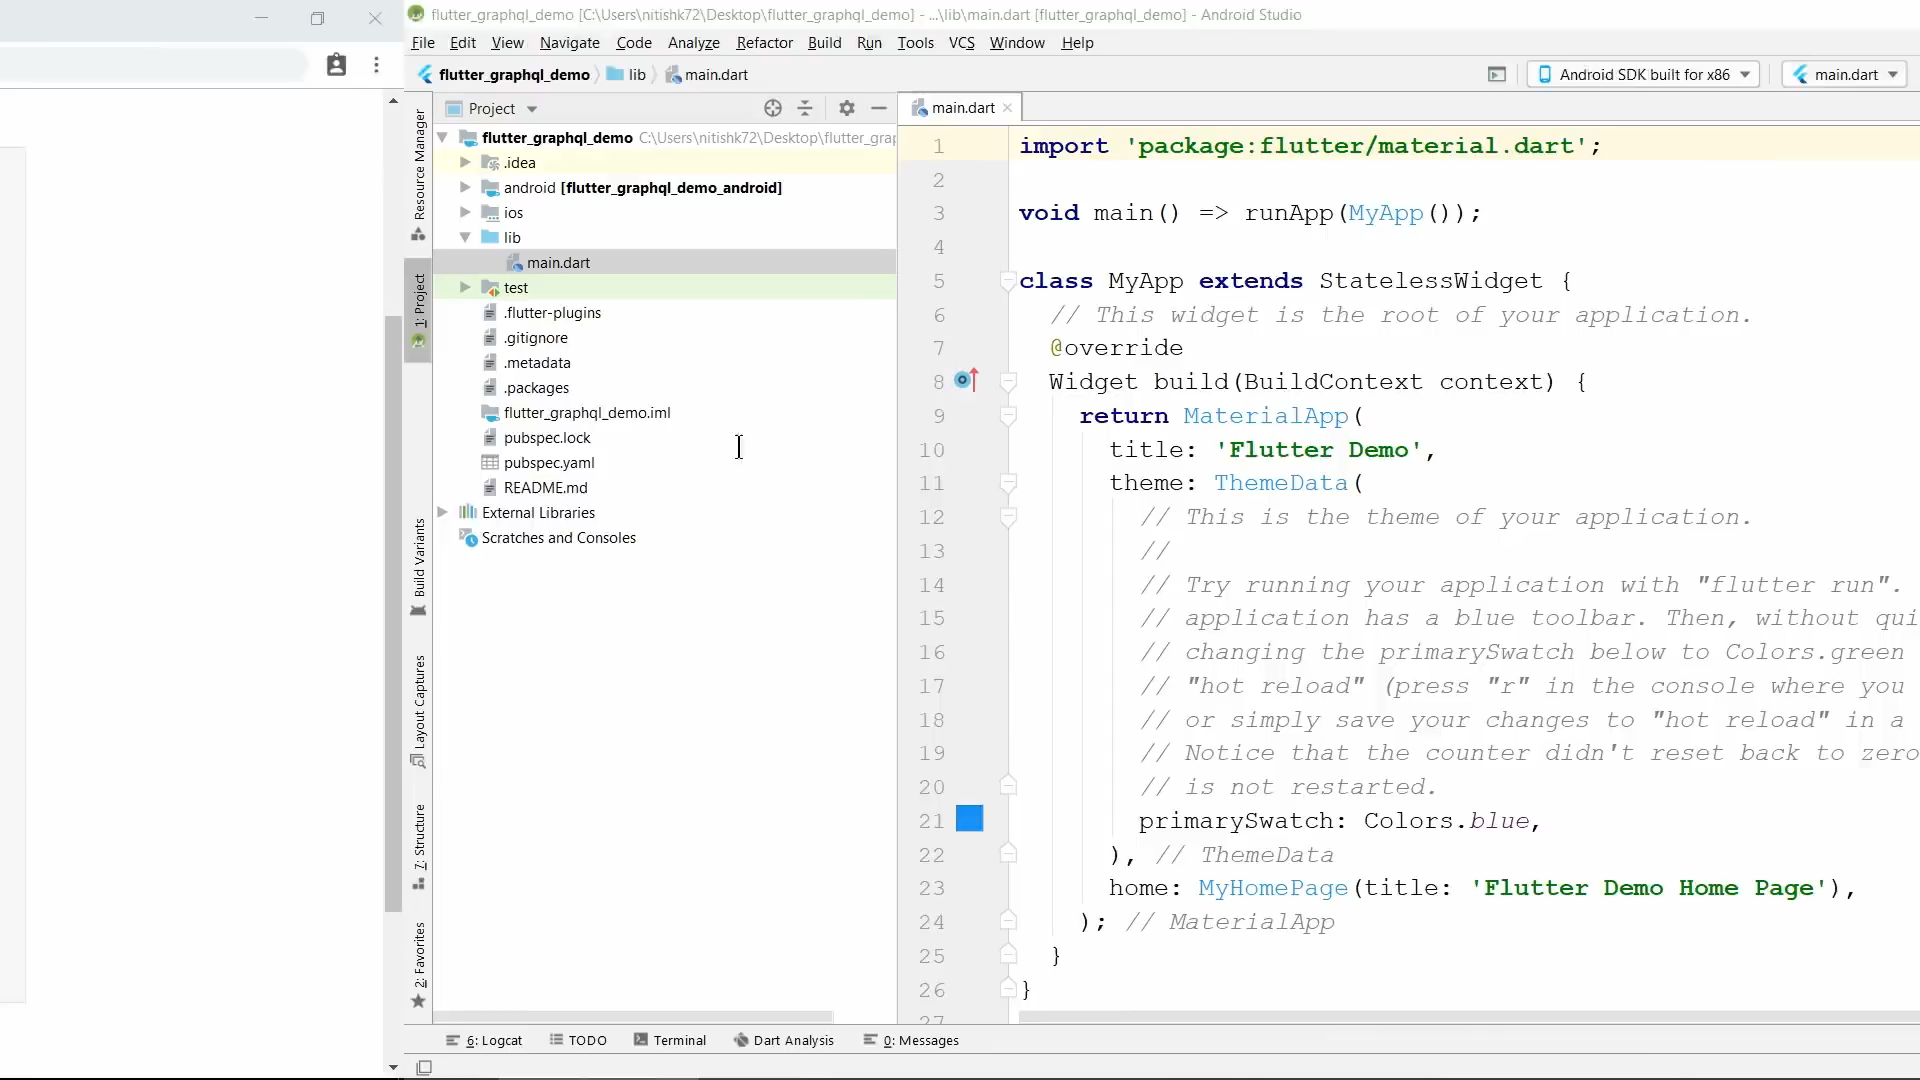 flutter_graphql_demo [C:\Users\nitishk72\Desktop\flutter_graphql_demo] - ...\lib\main.dart [flutter_graphql_demo] - Android Studio
File Edit View Navigate Code Analyze Refactor Build Run Tools VCS Window Help
flutter_graphql_demo lib main.dart
Android SDK built for x86 main.dart
Project
main.dart
flutter_graphql_demo C:\Users\nitishk72\Desktop\flutter_grap
.idea
android [flutter_graphql_demo_android]
ios
lib
main.dart
test
.flutter-plugins
.gitignore
.metadata
.packages
flutter_graphql_demo.iml
pubspec.lock
pubspec.yaml
README.md
External Libraries
Scratches and Consoles
Resource Manager
1: Project
Build Variants
Layout Captures
7: Structure
2: Favorites
1 import 'package:flutter/material.dart';
2
3 void main() => runApp(MyApp());
4
5 class MyApp extends StatelessWidget {
6 // This widget is the root of your application.
7 @override
8 Widget build(BuildContext context) {
9 return MaterialApp(
10 title: 'Flutter Demo',
11 theme: ThemeData(
12 // This is the theme of your application.
13 //
14 // Try running your application with "flutter run".
15 // application has a blue toolbar. Then, without qui
16 // changing the primarySwatch below to Colors.green
17 // "hot reload" (press "r" in the console where you
18 // or simply save your changes to "hot reload" in a
19 // Notice that the counter didn't reset back to zero
20 // is not restarted.
21 primarySwatch: Colors.blue,
22 ), // ThemeData
23 home: MyHomePage(title: 'Flutter Demo Home Page'),
24 ); // MaterialApp
25 }
26 }
27
6: Logcat TODO Terminal Dart Analysis 0: Messages